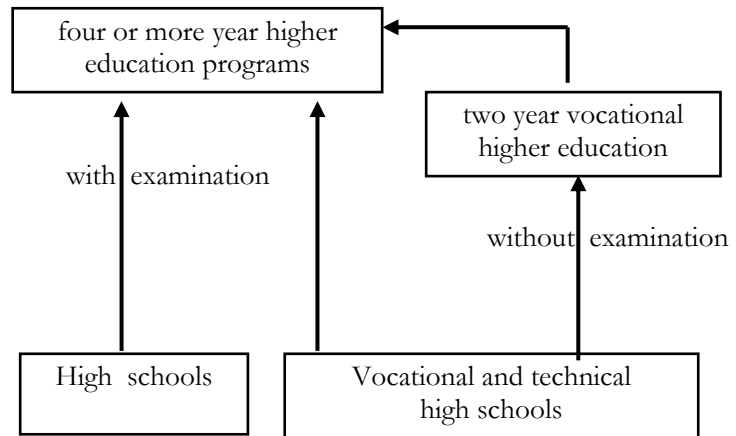 four or more year higher
education programs
two year vocational
higher education
with examination
without examination
High schools
Vocational and technical
high schools